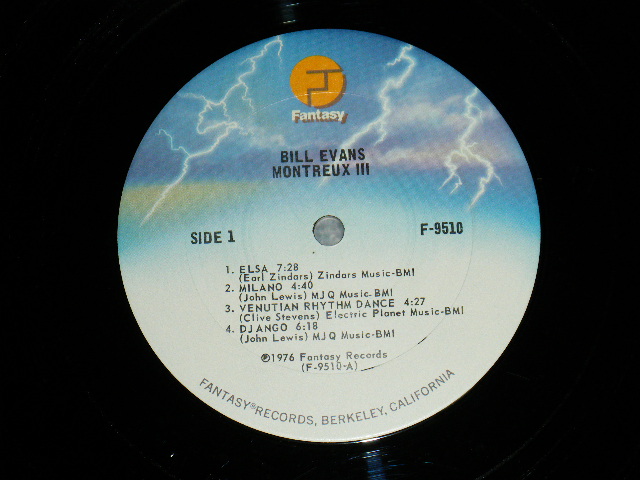 Fantasy
BILL EVANS
MONTREUX III
SIDE 1
F-9510
1. ELSA 7:28
(Earl Zindars) Zindars Music-BMI
2. MILANO 4:40
(John Lewis) MJQ Music-BMI
3. VENUTIAN RHYTHM DANCE 4:27
(Clive Stevens) Electric Planet Music-BMI
4. DJANGO 6:18
(John Lewis) MJQ Music-BMI
℗1976 Fantasy Records
(F-9510-A)
FANTASY® RECORDS, BERKELEY, CALIFORNIA